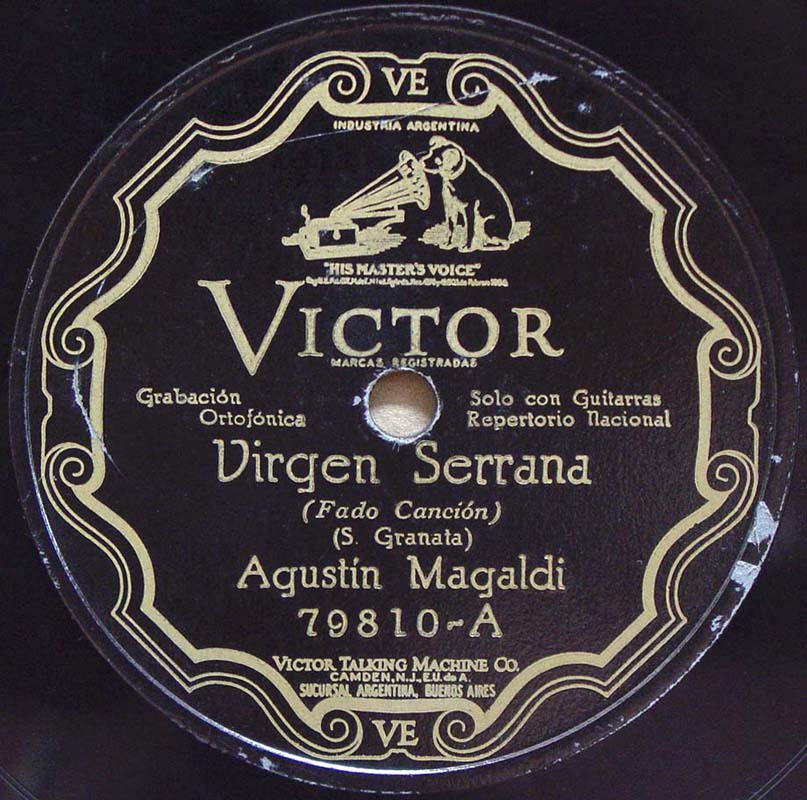 VE
INDUSTRIA ARGENTINA
"HIS MASTER'S VOICE"
VICTOR
MARCAS REGISTRADAS
Grabación
Ortofónica
Solo con Guitarras
Repertorio Nacional
Virgen Serrana
(Fado Canción)
(S. Granata)
Agustín Magaldi
79810-A
VICTOR TALKING MACHINE CO.
CAMDEN, N.J., E.U. de A.
SUCURSAL ARGENTINA, BUENOS AIRES
VE